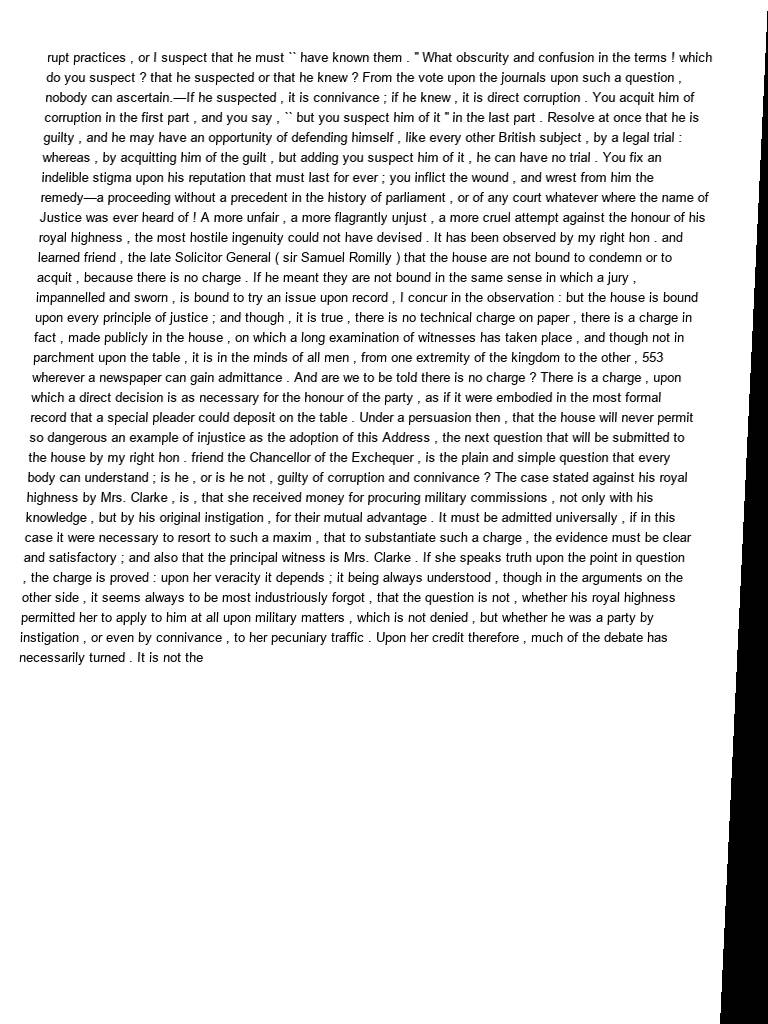 rupt practices , or I suspect that he must `` have known them . " What obscurity and confusion in the terms ! which
do you suspect ? that he suspected or that he knew ? From the vote upon the journals upon such a question ,
nobody can ascertain.—If he suspected , it is connivance ; if he knew , it is direct corruption . You acquit him of
corruption in the first part , and you say , `` but you suspect him of it " in the last part . Resolve at once that he is
guilty , and he may have an opportunity of defending himself , like every other British subject , by a legal trial :
whereas , by acquitting him of the guilt , but adding you suspect him of it , he can have no trial . You fix an
indelible stigma upon his reputation that must last for ever ; you inflict the wound , and wrest from him the
remedy—a proceeding without a precedent in the history of parliament , or of any court whatever where the name of
Justice was ever heard of ! A more unfair , a more flagrantly unjust , a more cruel attempt against the honour of his
royal highness , the most hostile ingenuity could not have devised . It has been observed by my right hon . and
learned friend , the late Solicitor General ( sir Samuel Romilly ) that the house are not bound to condemn or to
acquit , because there is no charge . If he meant they are not bound in the same sense in which a jury ,
impannelled and sworn , is bound to try an issue upon record , I concur in the observation : but the house is bound
upon every principle of justice ; and though , it is true , there is no technical charge on paper , there is a charge in
fact , made publicly in the house , on which a long examination of witnesses has taken place , and though not in
parchment upon the table , it is in the minds of all men , from one extremity of the kingdom to the other , 553
wherever a newspaper can gain admittance . And are we to be told there is no charge ? There is a charge , upon
which a direct decision is as necessary for the honour of the party , as if it were embodied in the most formal
record that a special pleader could deposit on the table . Under a persuasion then , that the house will never permit
so dangerous an example of injustice as the adoption of this Address , the next question that will be submitted to
the house by my right hon . friend the Chancellor of the Exchequer , is the plain and simple question that every
body can understand ; is he , or is he not , guilty of corruption and connivance ? The case stated against his royal
highness by Mrs. Clarke , is , that she received money for procuring military commissions , not only with his
knowledge , but by his original instigation , for their mutual advantage . It must be admitted universally , if in this
case it were necessary to resort to such a maxim , that to substantiate such a charge , the evidence must be clear
and satisfactory ; and also that the principal witness is Mrs. Clarke . If she speaks truth upon the point in question
, the charge is proved : upon her veracity it depends ; it being always understood , though in the arguments on the
other side , it seems always to be most industriously forgot , that the question is not , whether his royal highness
permitted her to apply to him at all upon military matters , which is not denied , but whether he was a party by
instigation , or even by connivance , to her pecuniary traffic . Upon her credit therefore , much of the debate has
necessarily turned . It is not the